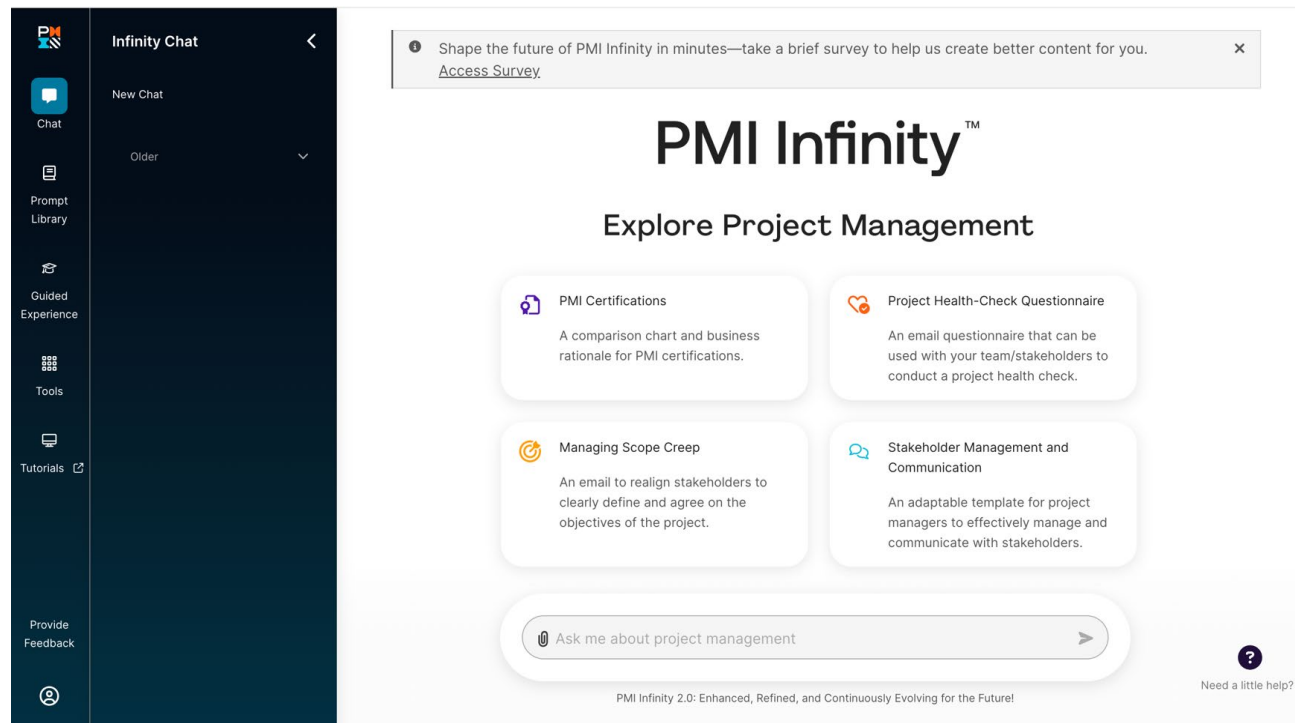 PM
Infinity Chat
Chat
New Chat
Older
Prompt
Library
Guided
Experience
Tools
Tutorials
Provide
Feedback
Shape the future of PMI Infinity in minutes—take a brief survey to help us create better content for you.
Access Survey
PMI Infinity™
Explore Project Management
PMI Certifications
A comparison chart and business
rationale for PMI certifications.
Project Health-Check Questionnaire
An email questionnaire that can be
used with your team/stakeholders to
conduct a project health check.
Managing Scope Creep
An email to realign stakeholders to
clearly define and agree on the
objectives of the project.
Stakeholder Management and
Communication
An adaptable template for project
managers to effectively manage and
communicate with stakeholders.
Ask me about project management
PMI Infinity 2.0: Enhanced, Refined, and Continuously Evolving for the Future!
?
Need a little help?